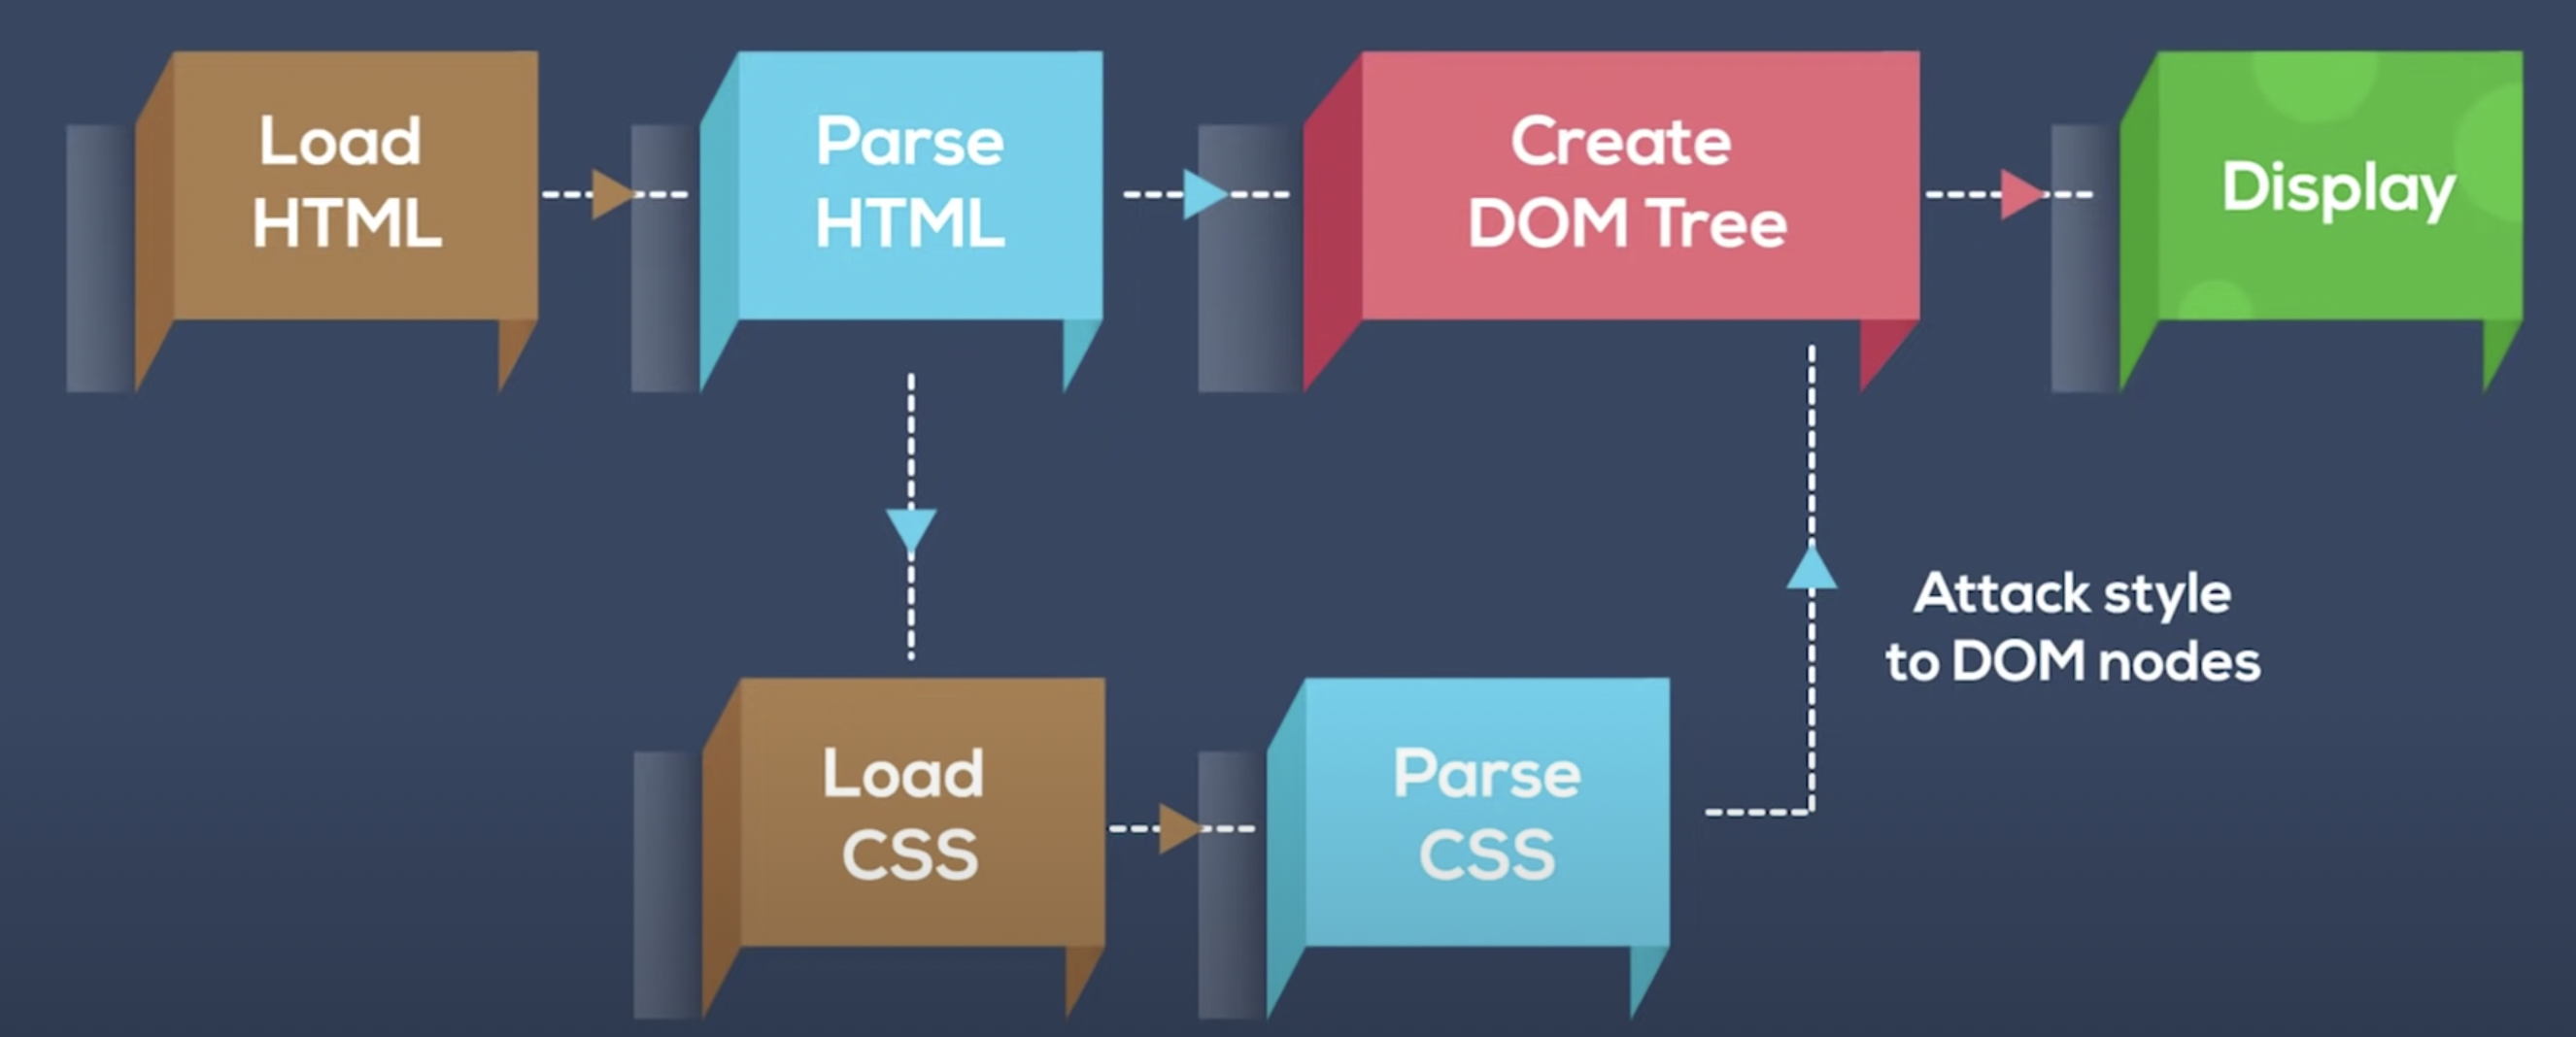 Load
HTML
Parse
HTML
Create
DOM Tree
Display
Attack style
to DOM nodes
Load
CSS
Parse
CSS